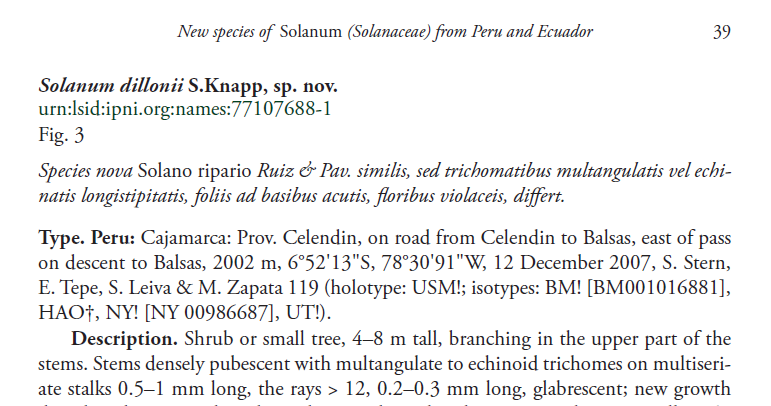 New species of Solanum (Solanaceae) from Peru and Ecuador 39
Solanum dillonii S.Knapp, sp. nov.
urn:lsid:ipni.org:names:77107688-1
Fig. 3
Species nova Solano ripario Ruiz & Pav. similis, sed trichomatibus multangulatis vel echi-
natis longistipitatis, foliis ad basibus acutis, floribus violaceis, differt.
Type. Peru: Cajamarca: Prov. Celendin, on road from Celendin to Balsas, east of pass
on descent to Balsas, 2002 m, 6°52'13"S, 78°30'91"W, 12 December 2007, S. Stern,
E. Tepe, S. Leiva & M. Zapata 119 (holotype: USM!; isotypes: BM! [BM001016881],
HAO†, NY! [NY 00986687], UT!).
Description. Shrub or small tree, 4–8 m tall, branching in the upper part of the
stems. Stems densely pubescent with multangulate to echinoid trichomes on multiseri-
ate stalks 0.5–1 mm long, the rays > 12, 0.2–0.3 mm long, glabrescent; new growth